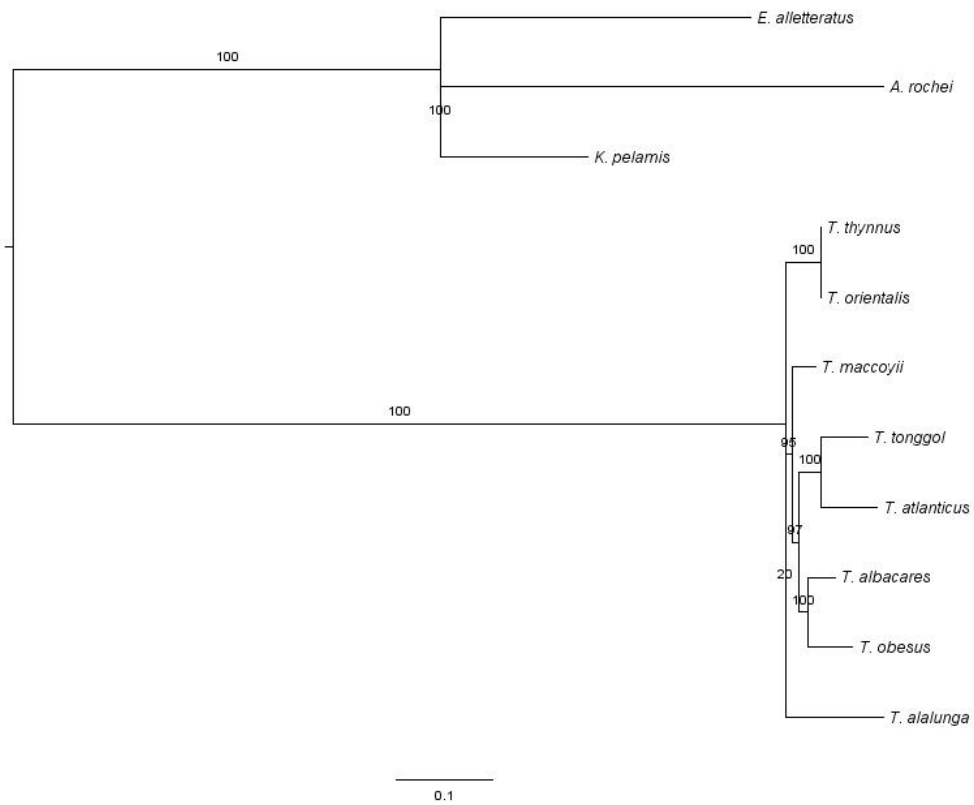 E. alletteratus
100
A. rochei
100
K. pelamis
T. thynnus
100
T. orientalis
T. maccoyii
100
T. tonggol
95
100
T. atlanticus
97
20
T. albacares
100
T. obesus
T. alalunga
0.1